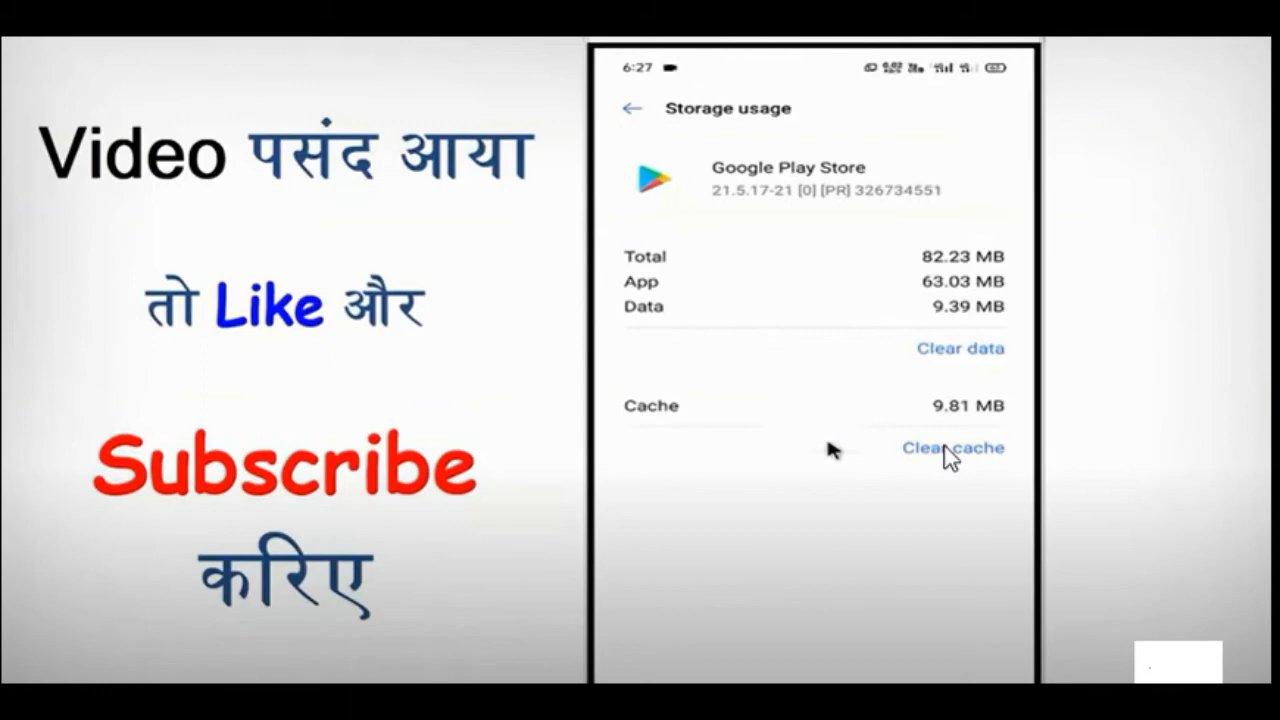 Video पसंद आया
तो Like और
Subscribe
करिए
6:27
Storage usage
Google Play Store
21.5.17-21 [0] [PR] 326734551
Total 82.23 MB
App 63.03 MB
Data 9.39 MB
Clear data
Cache 9.81 MB
Clear cache